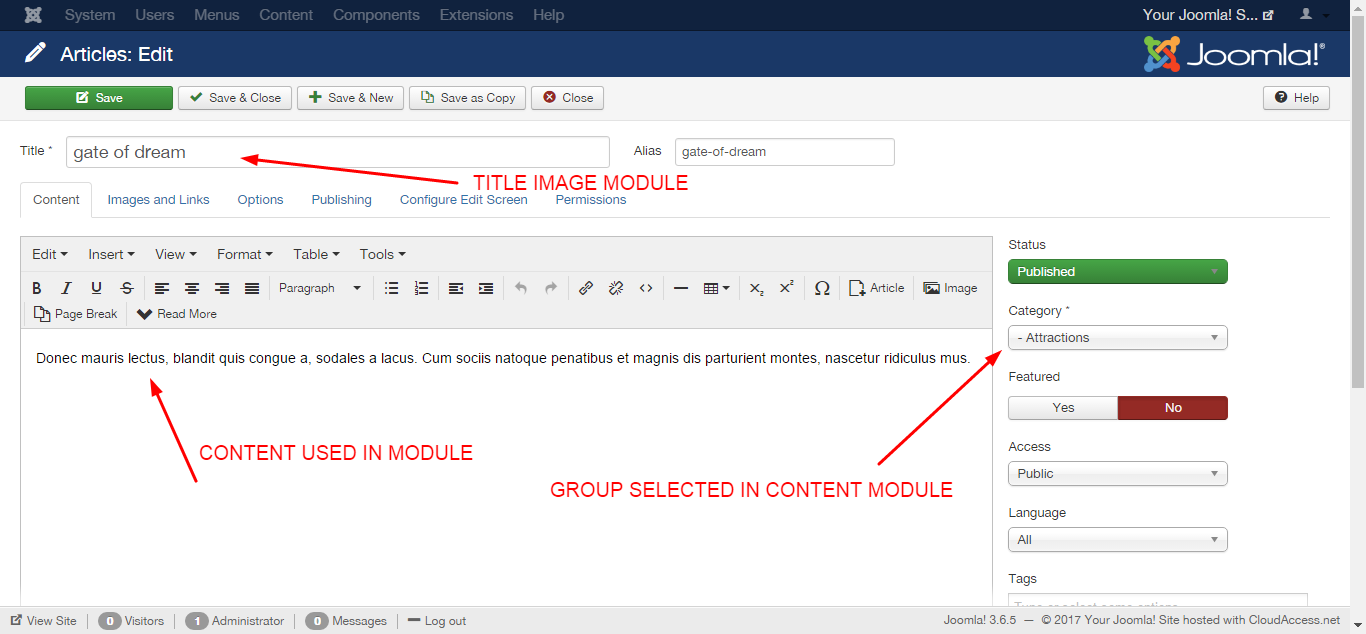 System Users Menus Content Components Extensions Help Your Joomla! S...
Articles: Edit Joomla!®
Save Save & Close Save & New Save as Copy Close Help
Title * gate of dream Alias gate-of-dream
TITLE IMAGE MODULE
Content Images and Links Options Publishing Configure Edit Screen Permissions
Edit Insert View Format Table Tools
B I U S Paragraph Ω Article Image
Page Break Read More
Donec mauris lectus, blandit quis congue a, sodales a lacus. Cum sociis natoque penatibus et magnis dis parturient montes, nascetur ridiculus mus.
CONTENT USED IN MODULE
GROUP SELECTED IN CONTENT MODULE
Status
Published
Category *
- Attractions
Featured
Yes No
Access
Public
Language
All
Tags
Type or select some options
View Site 0 Visitors 1 Administrator 0 Messages Log out Joomla! 3.6.5 — © 2017 Your Joomla! Site hosted with CloudAccess.net